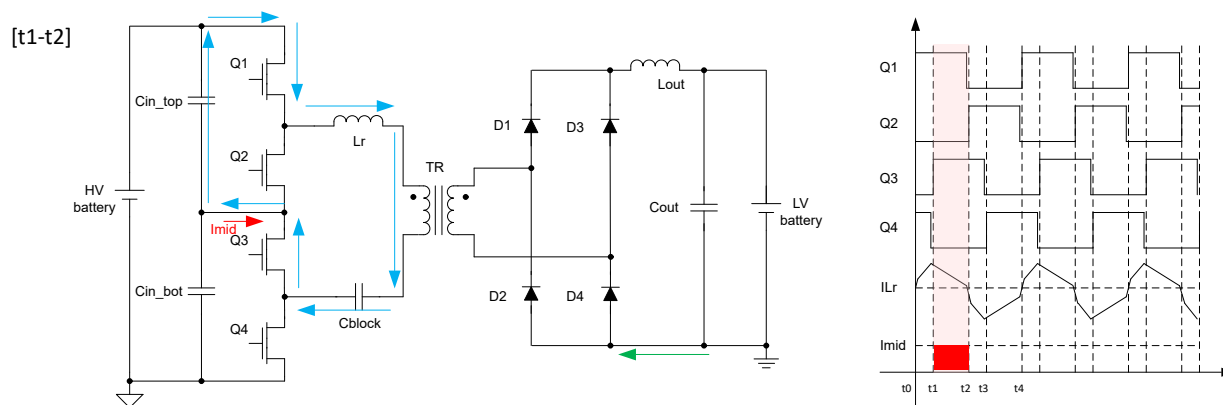 [t1-t2]
Q1
Cin_top
Lr
Q2
HV
battery
Imid
Q3
Cin_bot
Q4
Cblock
TR
D1
D3
D2
D4
Lout
Cout
LV
battery
Q1
Q2
Q3
Q4
ILr
Imid
t0
t1
t2
t3
t4